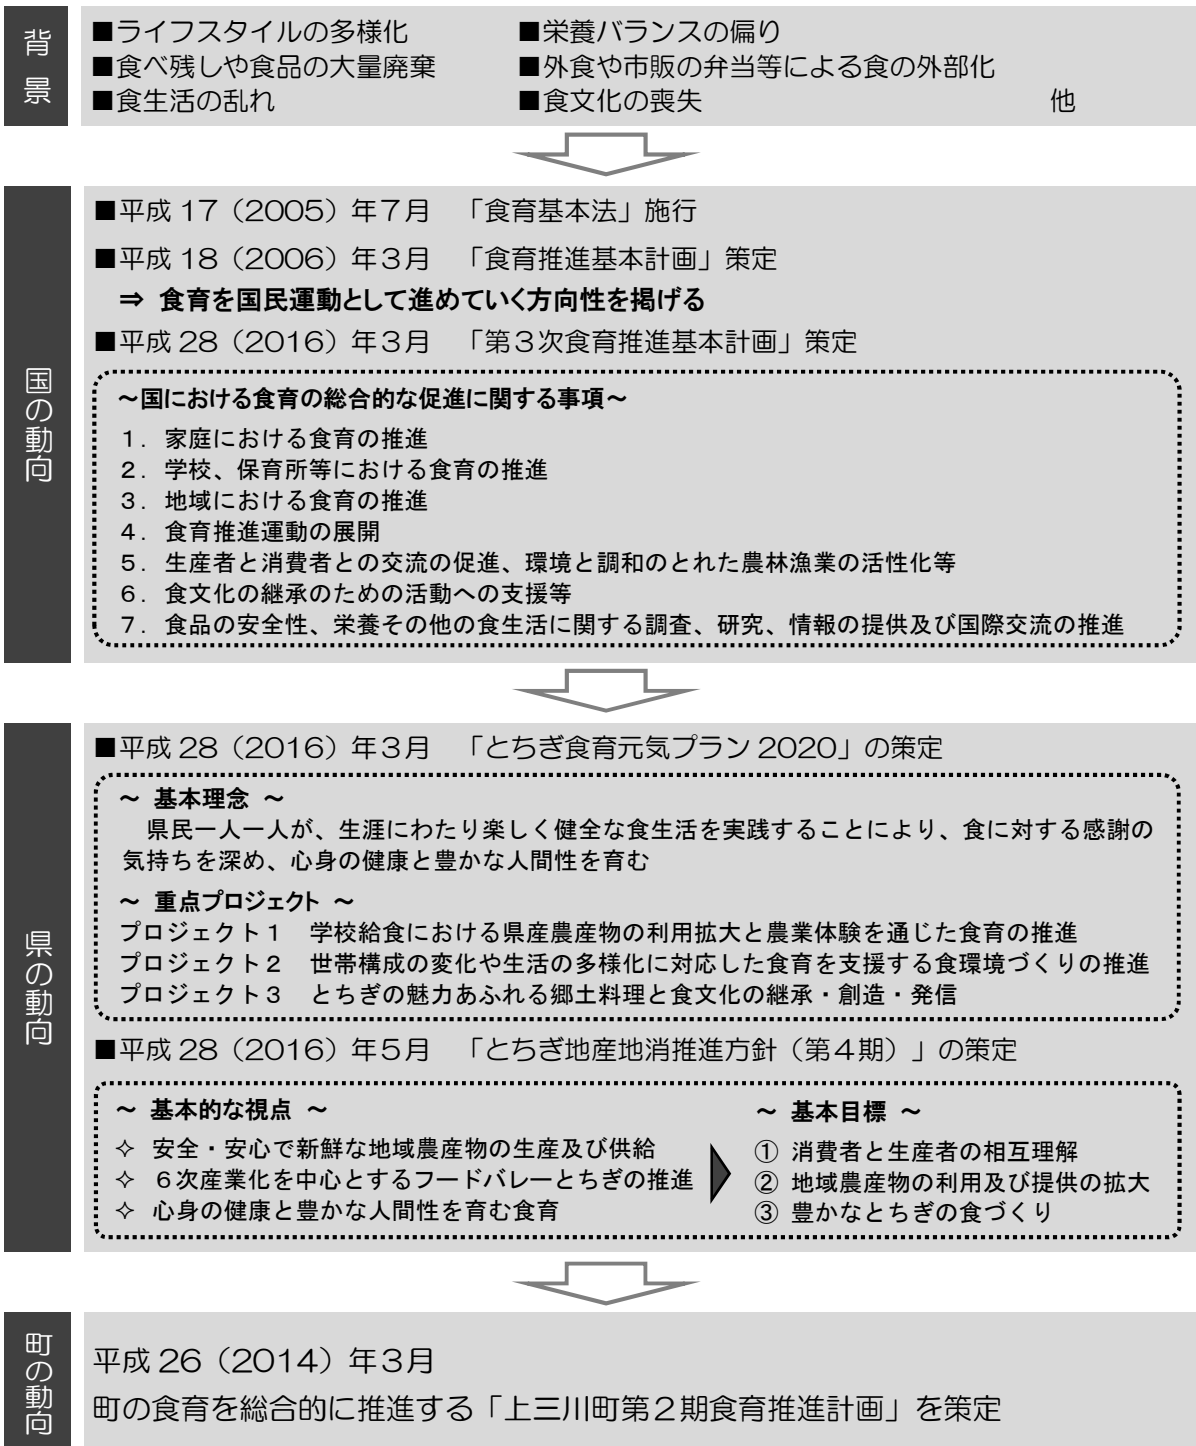 背景
■ライフスタイルの多様化 ■栄養バランスの偏り
■食べ残しや食品の大量廃棄 ■外食や市販の弁当等による食の外部化
■食生活の乱れ ■食文化の喪失 他
国の動向
■平成17（2005）年7月 「食育基本法」施行
■平成18（2006）年3月 「食育推進基本計画」策定
⇒ 食育を国民運動として進めていく方向性を掲げる
■平成28（2016）年3月 「第3次食育推進基本計画」策定
～国における食育の総合的な促進に関する事項～
1. 家庭における食育の推進
2. 学校、保育所等における食育の推進
3. 地域における食育の推進
4. 食育推進運動の展開
5. 生産者と消費者との交流の促進、環境と調和のとれた農林漁業の活性化等
6. 食文化の継承のための活動への支援等
7. 食品の安全性、栄養その他の食生活に関する調査、研究、情報の提供及び国際交流の推進
県の動向
■平成28（2016）年3月 「とちぎ食育元気プラン2020」の策定
～ 基本理念 ～
県民一人一人が、生涯にわたり楽しく健全な食生活を実践することにより、食に対する感謝の
気持ちを深め、心身の健康と豊かな人間性を育む
～ 重点プロジェクト ～
プロジェクト1 学校給食における県産農産物の利用拡大と農業体験を通じた食育の推進
プロジェクト2 世帯構成の変化や生活の多様化に対応した食育を支援する食環境づくりの推進
プロジェクト3 とちぎの魅力あふれる郷土料理と食文化の継承・創造・発信
■平成28（2016）年5月 「とちぎ地産地消推進方針（第4期）」の策定
～ 基本的な視点 ～
✧ 安全・安心で新鮮な地域農産物の生産及び供給
✧ 6次産業化を中心とするフードバレーとちぎの推進
✧ 心身の健康と豊かな人間性を育む食育
～ 基本目標 ～
① 消費者と生産者の相互理解
② 地域農産物の利用及び提供の拡大
③ 豊かなとちぎの食づくり
町の動向
平成26（2014）年3月
町の食育を総合的に推進する「上三川町第2期食育推進計画」を策定